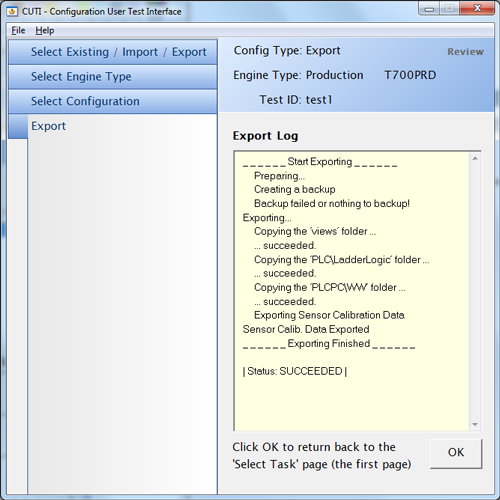 CUTI - Configuration User Test Interface
File Help
Select Existing / Import / Export
Select Engine Type
Select Configuration
Export
Config Type: Export Review
Engine Type: Production T700PRD
Test ID: test1
Export Log
_ _ _ _ _ _ Start Exporting _ _ _ _ _ _
Preparing...
Creating a backup
Backup failed or nothing to backup!
Exporting...
Copying the 'views' folder ...
... succeeded.
Copying the 'PLC\LadderLogic' folder ...
... succeeded.
Copying the 'PLCPC\WW' folder ...
... succeeded.
Exporting Sensor Calibration Data
Sensor Calib. Data Exported
_ _ _ _ _ _ Exporting Finished _ _ _ _ _ _
| Status: SUCCEEDED |
Click OK to return back to the
'Select Task' page (the first page)
OK